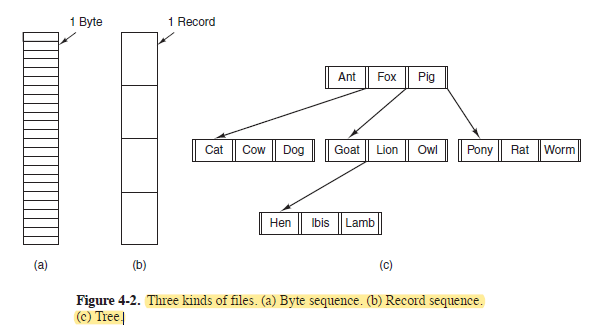 1 Byte
1 Record
Ant Fox Pig
Cat Cow Dog
Goat Lion Owl
Pony Rat Worm
Hen Ibis Lamb
(a)
(b)
(c)
Figure 4-2. Three kinds of files. (a) Byte sequence. (b) Record sequence.
(c) Tree.